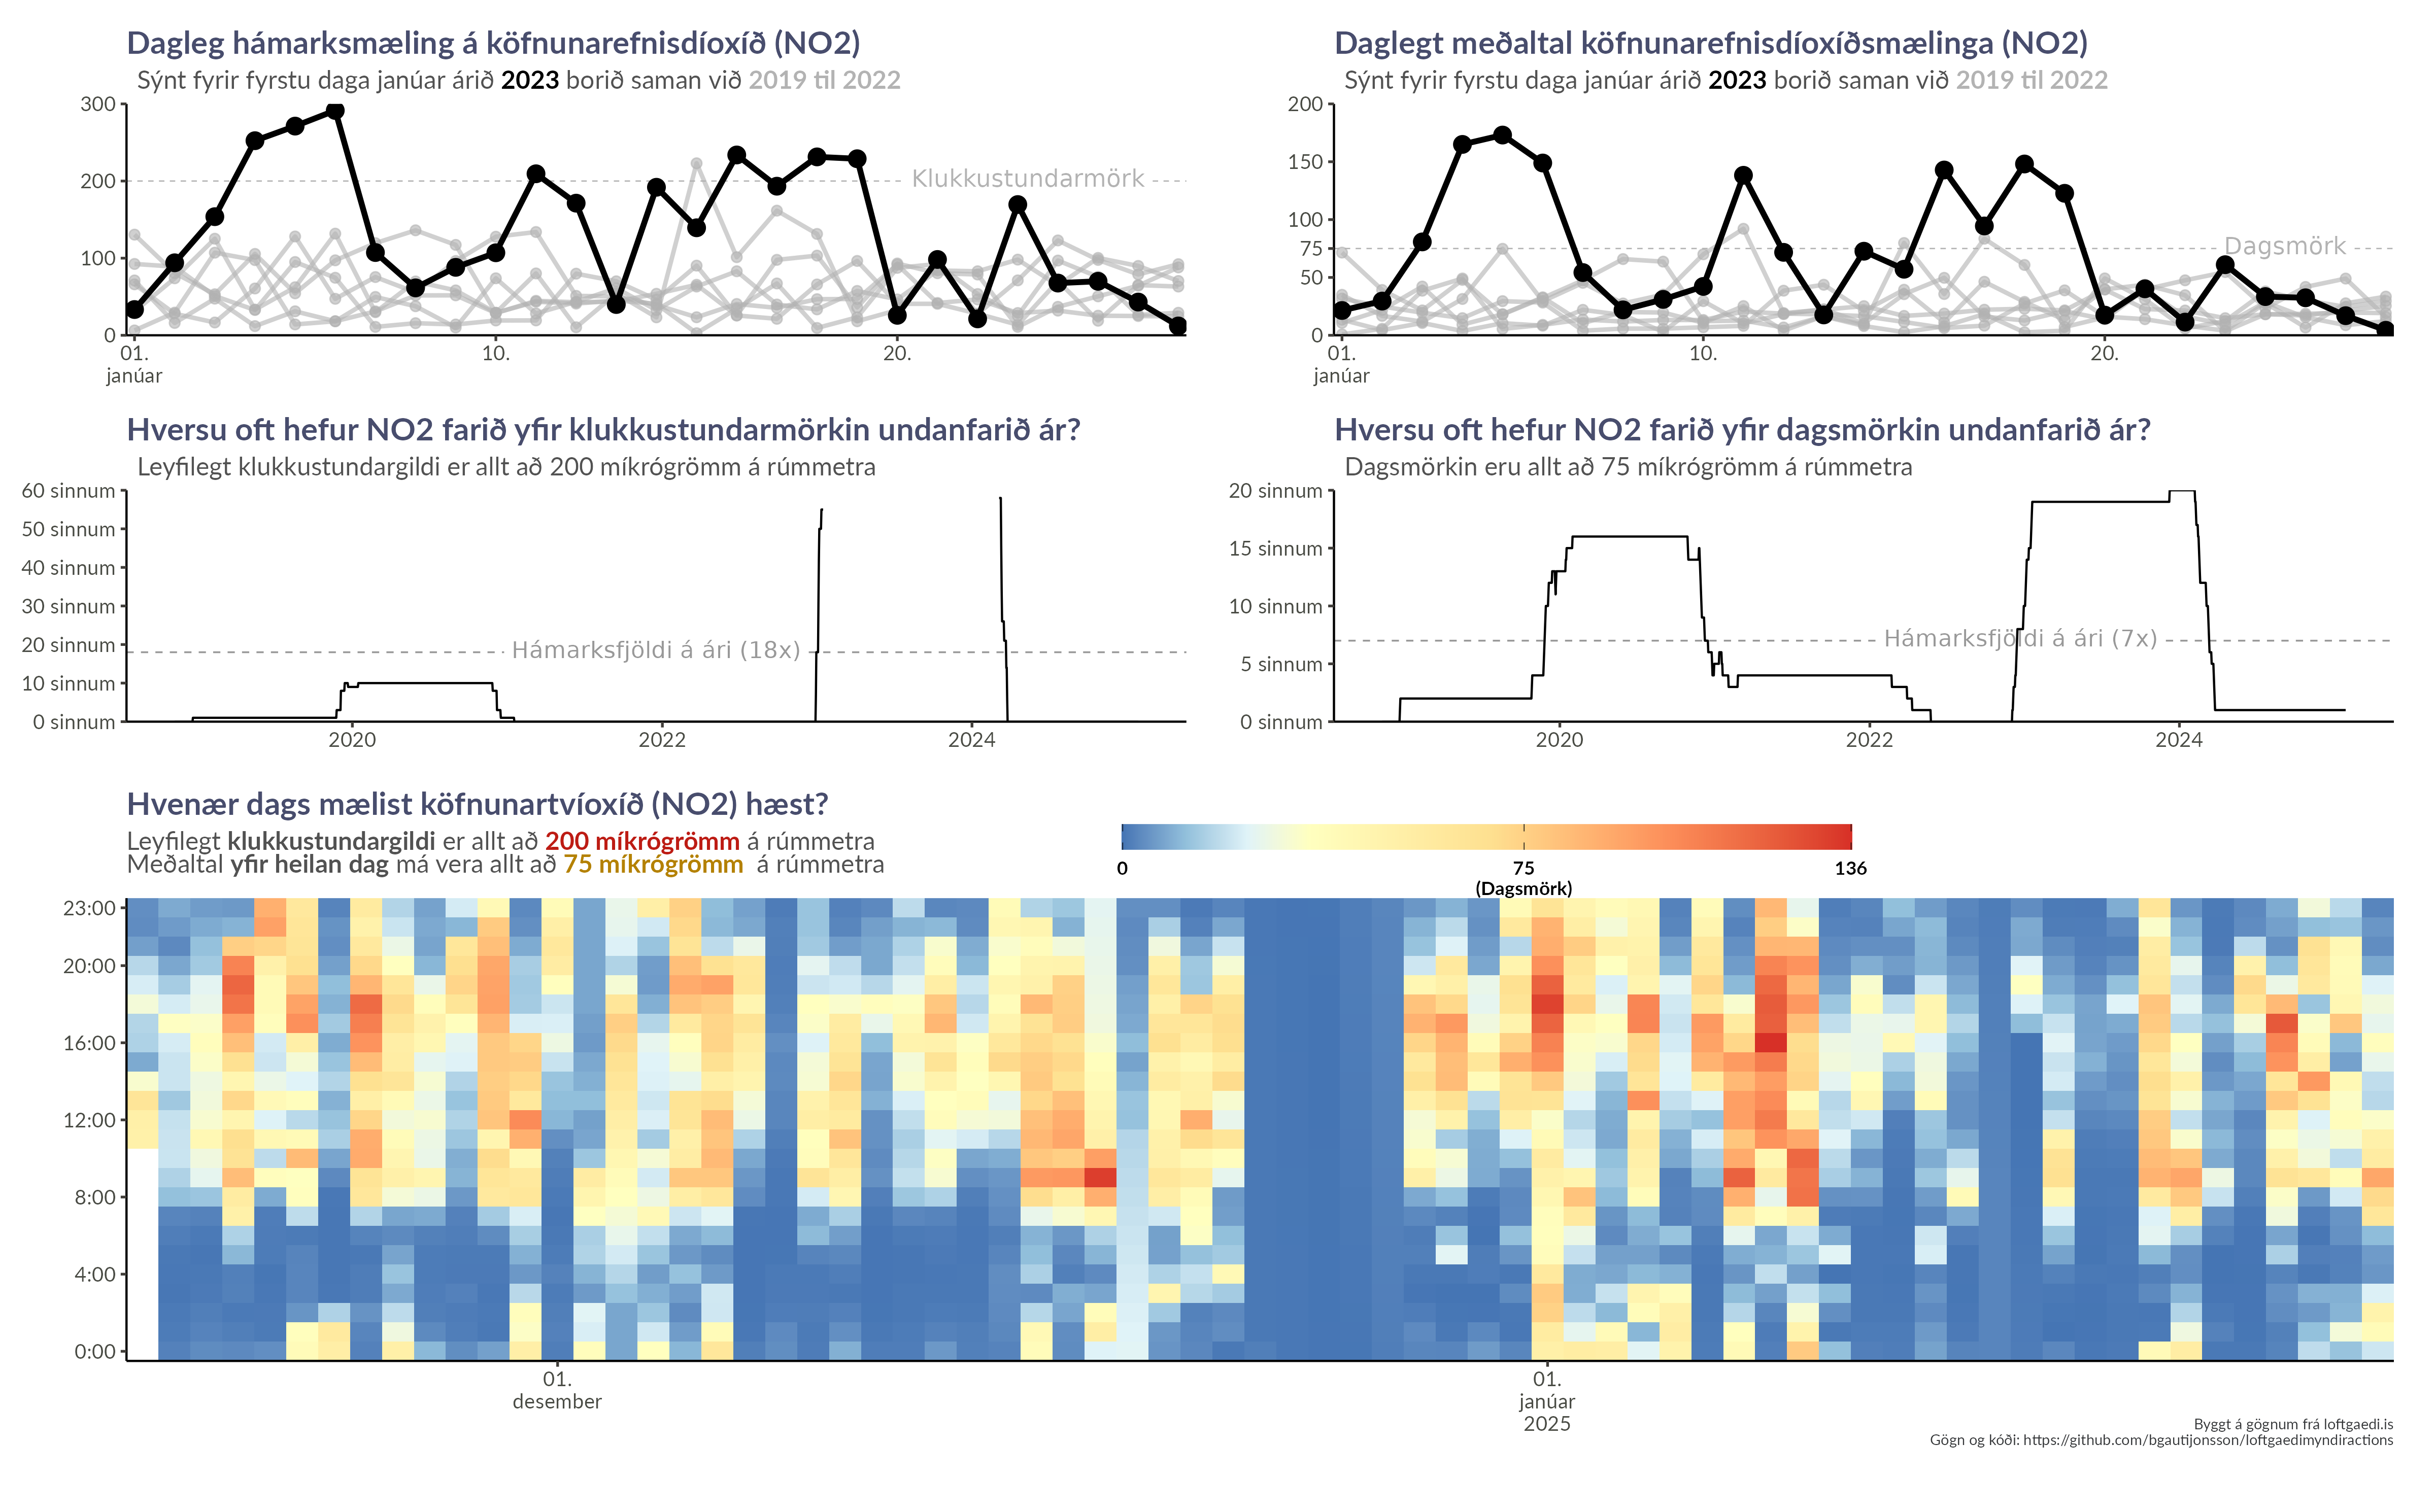 Dagleg hámarksmæling á köfnunarefnisdíoxíð (NO2)
Sýnt fyrir fyrstu daga janúar árið 2023 borið saman við 2019 til 2022
300
200
100
0
Klukkustundarmörk
01.
janúar
10.
20.
Daglegt meðaltal köfnunarefnisdíoxíðsmælinga (NO2)
Sýnt fyrir fyrstu daga janúar árið 2023 borið saman við 2019 til 2022
200
150
100
75
50
0
Dagsmörk
01.
janúar
10.
20.
Hversu oft hefur NO2 farið yfir klukkustundarmörkin undanfarið ár?
Leyfilegt klukkustundargildi er allt að 200 míkrógrömm á rúmmetra
60 sinnum
50 sinnum
40 sinnum
30 sinnum
20 sinnum
10 sinnum
0 sinnum
Hámarksfjöldi á ári (18x)
2020
2022
2024
Hversu oft hefur NO2 farið yfir dagsmörkin undanfarið ár?
Dagsmörkin eru allt að 75 míkrógrömm á rúmmetra
20 sinnum
15 sinnum
10 sinnum
5 sinnum
0 sinnum
Hámarksfjöldi á ári (7x)
2020
2022
2024
Hvenær dags mælist köfnunartvíoxíð (NO2) hæst?
Leyfilegt klukkustundargildi er allt að 200 míkrógrömm á rúmmetra
Meðaltal yfir heilan dag má vera allt að 75 míkrógrömm á rúmmetra
0
75
(Dagsmörk)
136
23:00
20:00
16:00
12:00
8:00
4:00
0:00
01.
desember
01.
janúar
2025
Byggt á gögnum frá loftgaedi.is
Gögn og kóði: https://github.com/bgautijonsson/loftgaedimyndiractions